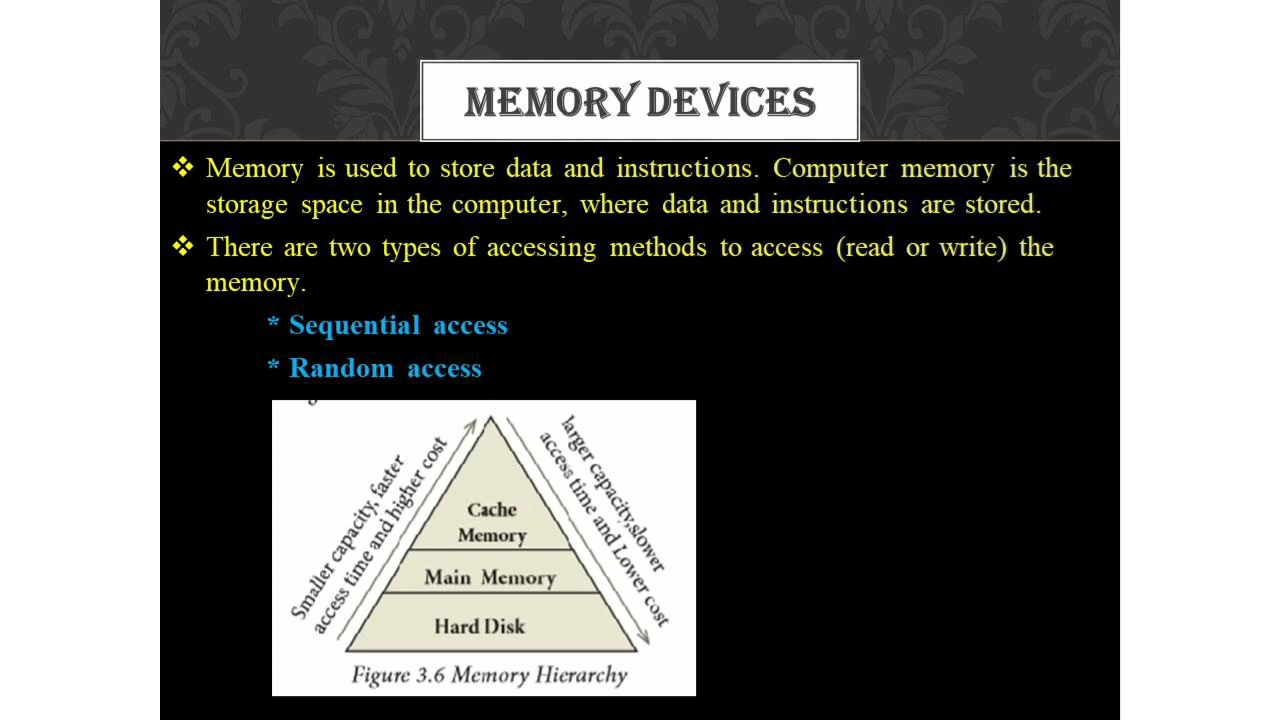 MEMORY DEVICES
❖ Memory is used to store data and instructions. Computer memory is the
storage space in the computer, where data and instructions are stored.
❖ There are two types of accessing methods to access (read or write) the
memory.
* Sequential access
* Random access
Smaller capacity, faster
access time and higher cost
larger capacity,slower
access time and Lower cost
Cache
Memory
Main Memory
Hard Disk
Figure 3.6 Memory Hierarchy